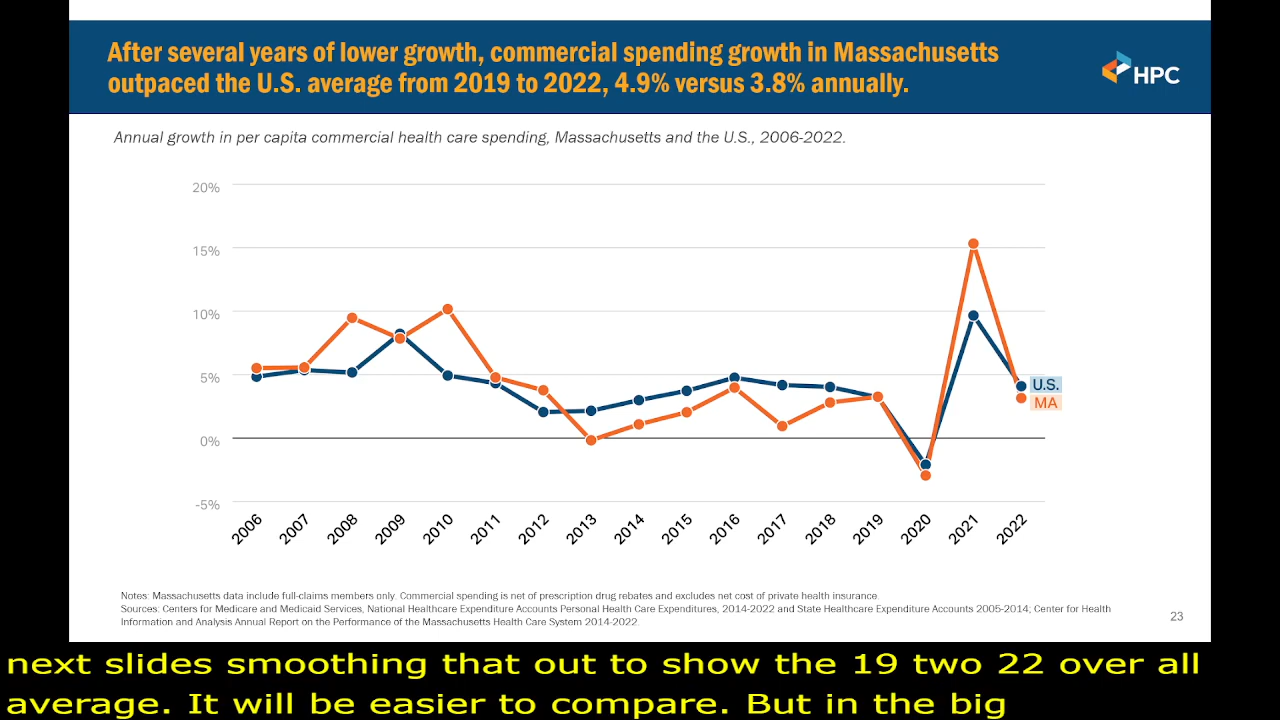 After several years of lower growth, commercial spending growth in Massachusetts
outpaced the U.S. average from 2019 to 2022, 4.9% versus 3.8% annually.
HPC
Annual growth in per capita commercial health care spending, Massachusetts and the U.S., 2006-2022.
20%
15%
10%
5%
0%
-5%
U.S.
MA
2006
2007
2008
2009
2010
2011
2012
2013
2014
2015
2016
2017
2018
2019
2020
2021
2022
Notes: Massachusetts data include full-claims members only. Commercial spending is net of prescription drug rebates and excludes net cost of private health insurance.
Sources: Centers for Medicare and Medicaid Services, National Healthcare Expenditure Accounts Personal Health Care Expenditures, 2014-2022 and State Healthcare Expenditure Accounts 2005-2014; Center for Health
Information and Analysis Annual Report on the Performance of the Massachusetts Health Care System 2014-2022.
23
next slides smoothing that out to show the 19 two 22 over all
average. It will be easier to compare. But in the big